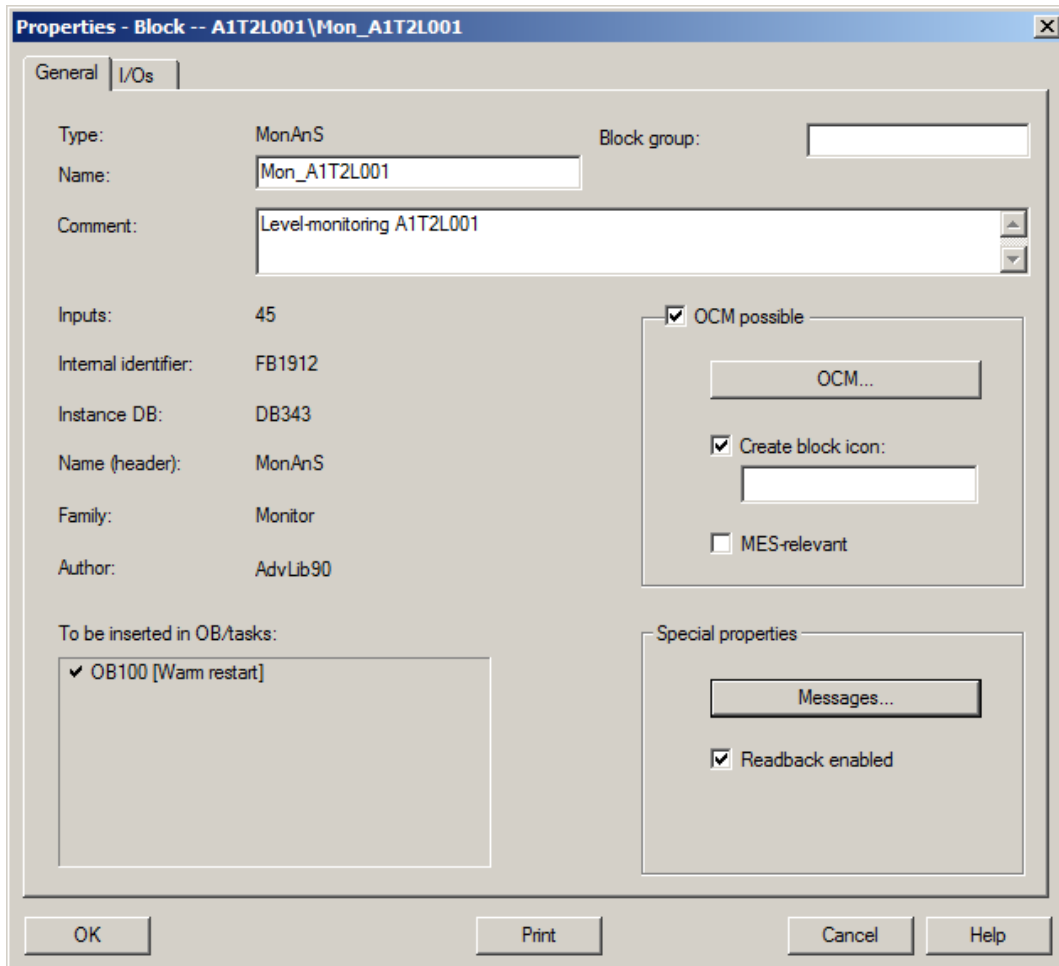 Properties - Block -- A1T2L001\Mon_A1T2L001
General
I/Os
Type: MonAnS
Block group:
Name: Mon_A1T2L001
Comment: Level-monitoring A1T2L001
Inputs: 45
OCM possible
Internal identifier: FB1912
OCM...
Instance DB: DB343
Create block icon:
Name (header): MonAnS
Family: Monitor
MES-relevant
Author: AdvLib90
To be inserted in OB/tasks:
OB100 [Warm restart]
Special properties
Messages...
Readback enabled
OK
Print
Cancel
Help